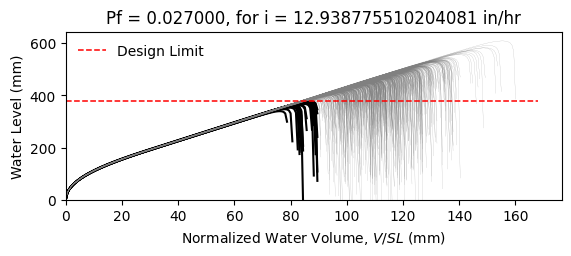 Pf = 0.027000, for i = 12.938775510204081 in/hr
Water Level (mm)
600
400
200
0
Design Limit
0 20 40 60 80 100 120 140 160
Normalized Water Volume, V/SL (mm)